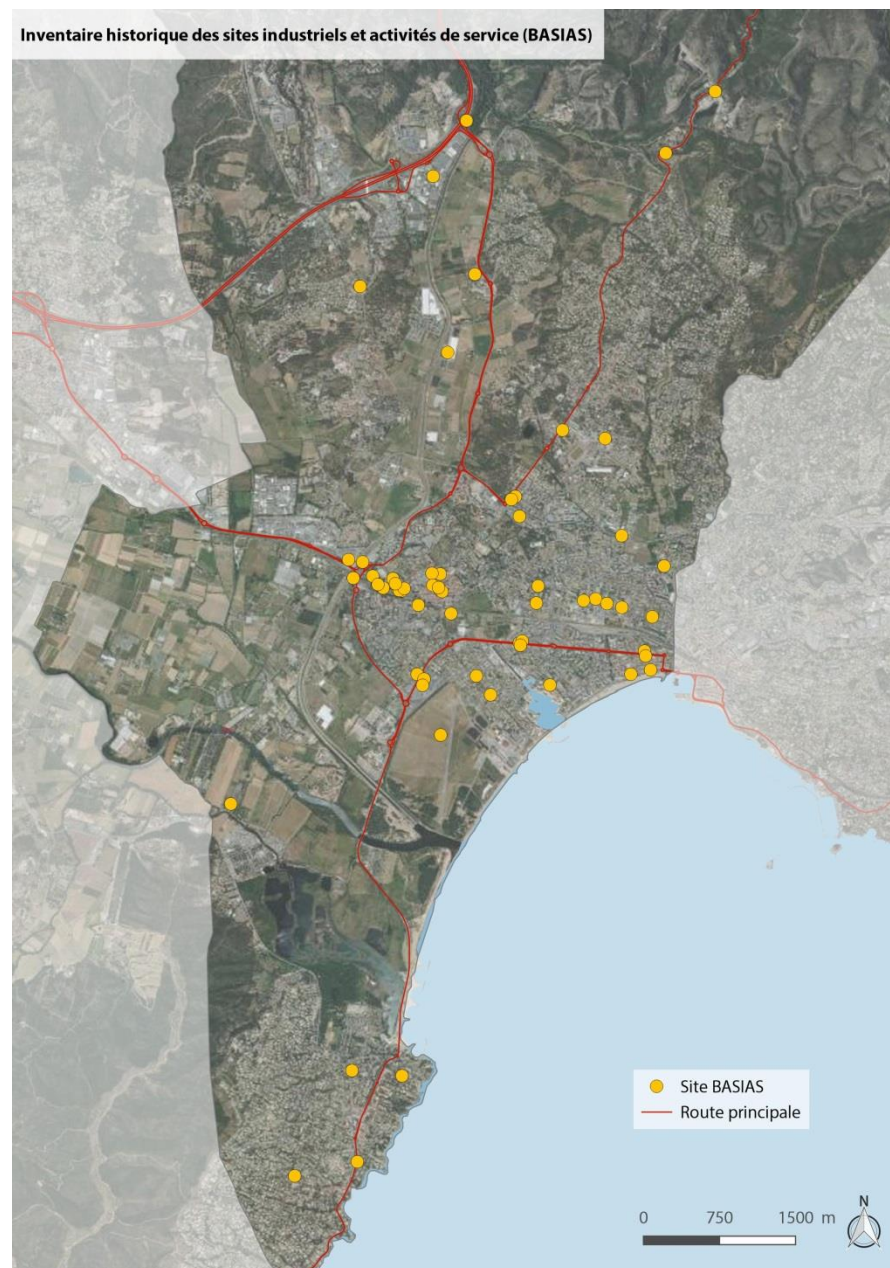 Inventaire historique des sites industriels et activités de service (BASIAS)
Site BASIAS
Route principale
N
0 750 1500 m